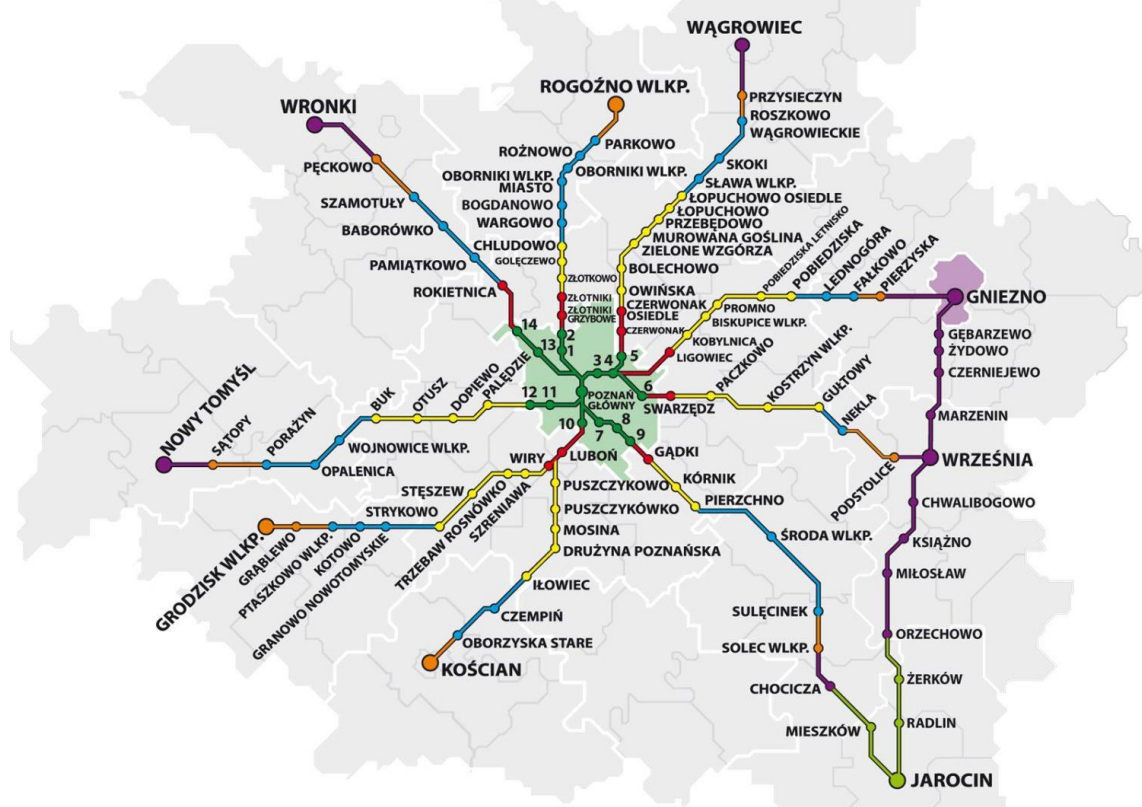 WĄGROWIEC
PRZYSIECZYN
ROSZKOWO
WĄGROWIECKIE
SKOKI
SŁAWA WLKP.
ŁOPUCHOWO OSIEDLE
ŁOPUCHOWO
PRZEBĘDOWO
MUROWANA GOŚLINA
ZIELONE WZGÓRZA
BOLECHOWO
OWIŃSKA
CZERWONAK
OSIEDLE
CZERWONAK
ROGOŹNO WLKP.
PARKOWO
ROŻNOWO
OBORNIKI WLKP.
OBORNIKI WLKP.
MIASTO
BOGDANOWO
WARGOWO
CHLUDOWO
GOLĘCZEWO
ZŁOTKOWO
ZŁOTNIKI
ZŁOTNIKI
GRZYBOWE
WRONKI
PĘCKOWO
SZAMOTUŁY
BABORÓWKO
PAMIĄTKOWO
ROKIETNICA
14
13
2
1
3 4
5
6
POZNAŃ
GŁÓWNY
12 11
10
7
8
9
LIGOWIEC
KOBYLNICA
BISKUPICE WLKP.
PROMNO
POBIEDZISKA LETNISKO
POBIEDZISKA
LEDNOGÓRA
FAŁKOWO
PIERZYSKA
GNIEZNO
GĘBARZEWO
ŻYDOWO
CZERNIEJEWO
MARZENIN
WRZEŚNIA
CHWALIBOGOWO
KSIĄŻNO
MIŁOSŁAW
ORZECHOWO
ŻERKÓW
RADLIN
JAROCIN
SWARZĘDZ
PACZKOWO
KOSTRZYN WLKP.
GUŁTOWY
NEKLA
PODSTOLICE
GĄDKI
KÓRNIK
PIERZCHNO
ŚRODA WLKP.
SULĘCINEK
SOLEC WLKP.
CHOCICZA
MIESZKÓW
PALĘDZIE
DOPIEWO
OTUSZ
BUK
WOJNOWICE WLKP.
OPALENICA
PORAŻYN
SĄTOPY
NOWY TOMYŚL
LUBOŃ
WIRY
SZRENIAWA
TRZEBAW ROSNÓWKO
STĘSZEW
STRYKOWO
GRANOWO NOWOTOMYSKIE
KOTOWO
PTASZKOWO WLKP.
GRABLEWO
GRODZISK WLKP.
PUSZCZYKOWO
PUSZCZYKÓWKO
MOSINA
DRUŻYNA POZNAŃSKA
IŁOWIEC
CZEMPIŃ
OBORZYSKA STARE
KOŚCIAN